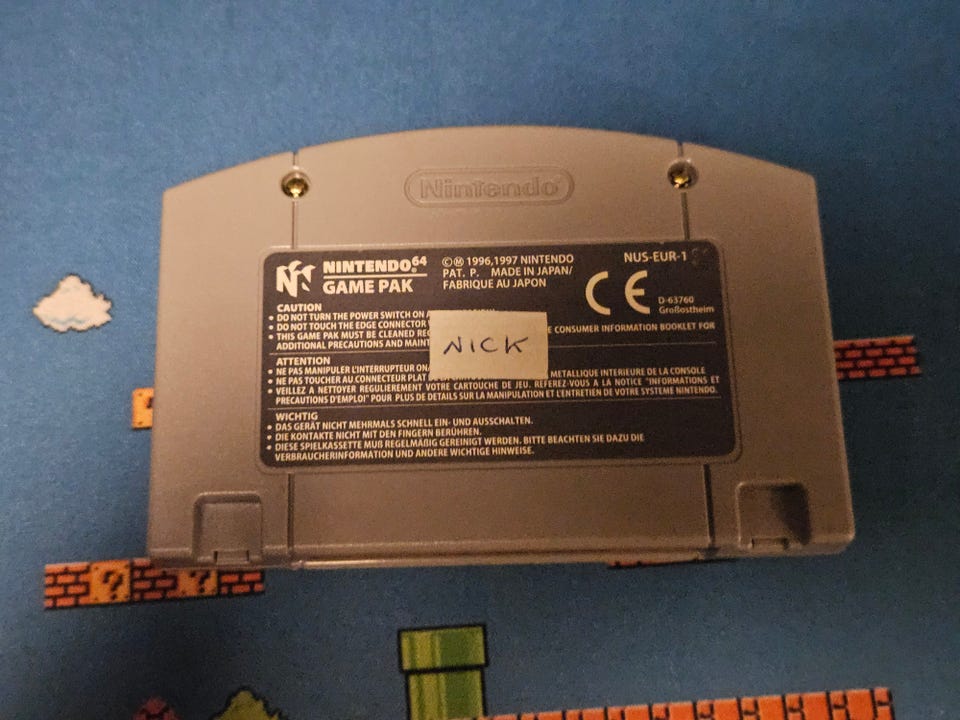 Nintendo
NINTENDO64
GAME PAK
© M 1996,1997 NINTENDO
PAT. P. MADE IN JAPAN/
FABRIQUE AU JAPON
NUS-EUR-1
CE
D-63760
Großostheim
CAUTION
• DO NOT TURN THE POWER SWITCH ON A
• DO NOT TOUCH THE EDGE CONNECTOR
• THIS GAME PAK MUST BE CLEANED REG E CONSUMER INFORMATION BOOKLET FOR
ADDITIONAL PRECAUTIONS AND MAINT
NICK
ATTENTION
• NE PAS MANIPULER L'INTERRUPTEUR ON/
• NE PAS TOUCHER AU CONNECTEUR PLAT METALLIQUE INTERIEURE DE LA CONSOLE
• VEILLEZ A NETTOYER REGULIEREMENT VOTRE CARTOUCHE DE JEU. REFEREZ-VOUS A LA NOTICE "INFORMATIONS ET
PRECAUTIONS D'EMPLOI" POUR PLUS DE DETAILS SUR LA MANIPULATION ET L'ENTRETIEN DE VOTRE SYSTEME NINTENDO.
WICHTIG
• DAS GERÄT NICHT MEHRMALS SCHNELL EIN- UND AUSSCHALTEN.
• DIE KONTAKTE NICHT MIT DEN FINGERN BERÜHREN.
• DIESE SPIELKASSETTE MUß REGELMÄßIG GEREINIGT WERDEN. BITTE BEACHTEN SIE DAZU DIE
VERBRAUCHERINFORMATION UND ANDERE WICHTIGE HINWEISE.
? ?